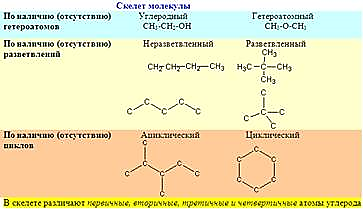 Скелет молекулы
По наличию (отсутствию) Углеродный Гетероатомный
гетероатомов CH3-CH2-OH CH3-O-CH3
По наличию (отсутствию) Неразветвленный Разветвленный
разветвлений
CH3
CH3-CH2-CH2-CH3 H3C—C—CH3
CH3
C C C
C C C C C C
C
По наличию (отсутствию) Ациклический Циклический
циклов
C C
C C C C
C C C C
C C
В скелете различают первичные, вторичные, третичные и четвертичные атомы углерода